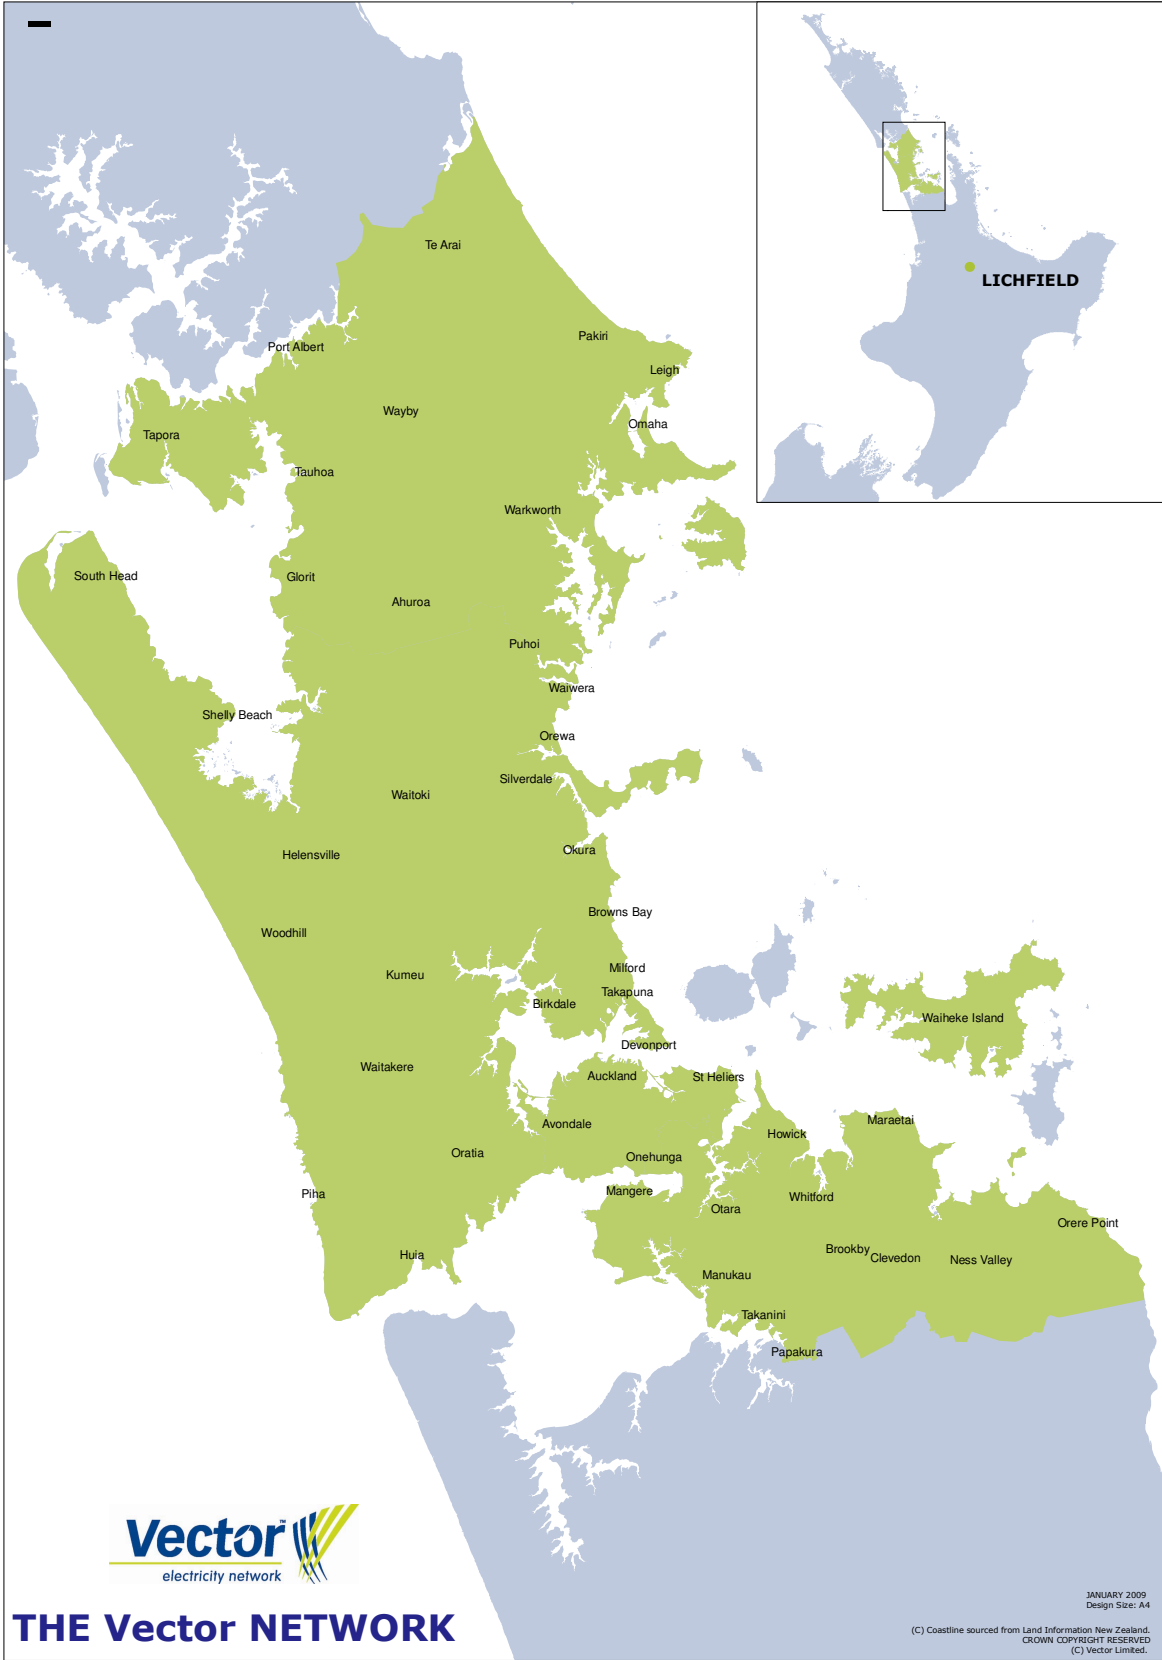 LICHFIELD
Te Arai
Pakiri
Port Albert
Leigh
Wayby
Omaha
Tapora
Tauhoa
Warkworth
South Head
Glorit
Ahuroa
Puhoi
Waiwera
Shelly Beach
Orewa
Silverdale
Waitoki
Okura
Helensville
Browns Bay
Woodhill
Milford
Kumeu
Takapuna
Birkdale
Waiheke Island
Devonport
Waitakere
Auckland
St Heliers
Avondale
Maraetai
Howick
Oratia
Onehunga
Mangere
Piha
Whitford
Otara
Orere Point
Huia
Brookby
Clevedon
Ness Valley
Manukau
Takanini
Papakura
Vector™
electricity network
THE Vector NETWORK
JANUARY 2009
Design Size: A4
(C) Coastline sourced from Land Information New Zealand.
CROWN COPYRIGHT RESERVED
(C) Vector Limited.